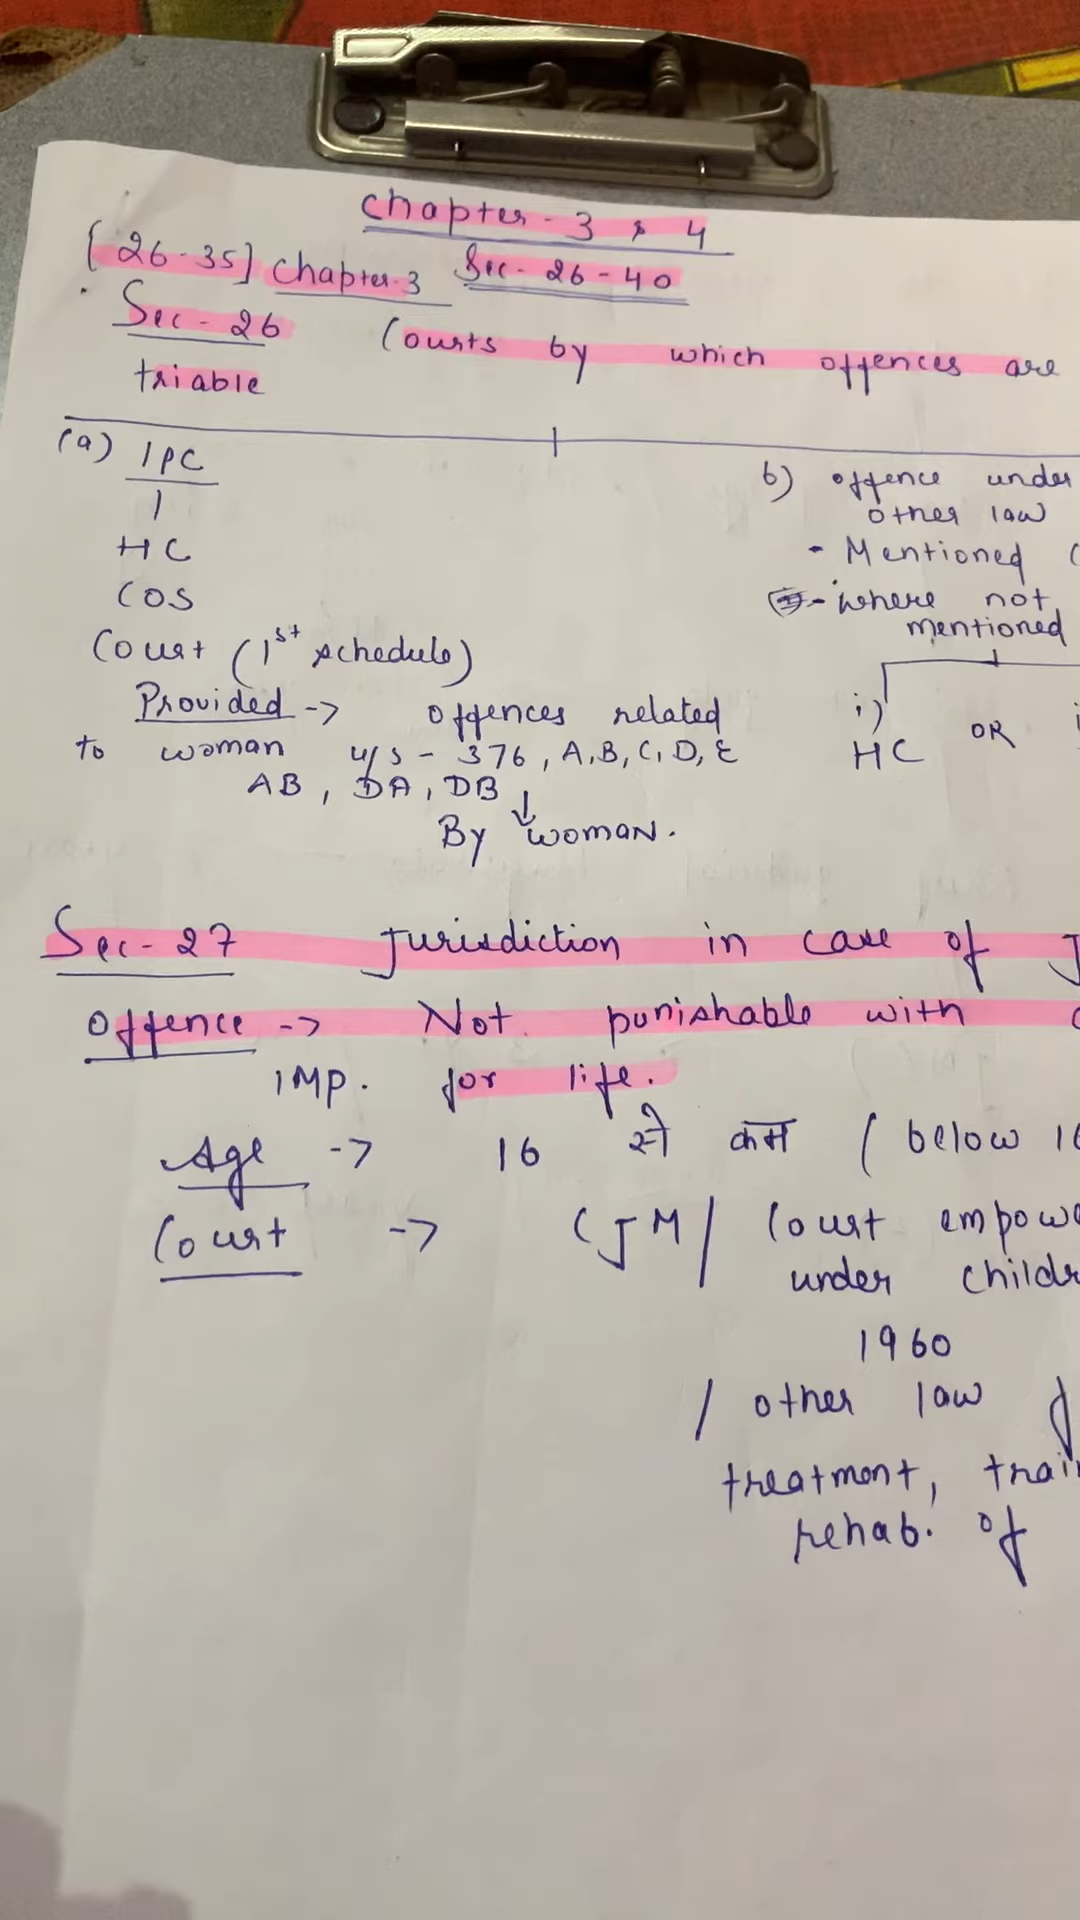 Chapter - 3 & 4
[26-35] Chapter-3 Sec- 26-40
Sec- 26 Courts by which offences are
triable
(a) IPC
HC
COS
Court (1st schedule)
Provided -> offences related
to woman u/s - 376, A,B,C,D,E
AB, DA, DB
↓
By woman.
b) offence under
other law
- Mentioned (
- where not
mentioned
i)
HC OR
Sec- 27 Jurisdiction in case of J
Offence -> Not punishable with
IMP. for life.
Age -> 16 से कम ( below 16
Court -> CJM/ Court empowe
under childr
1960
/ other law f
treatment, trai
rehab. of